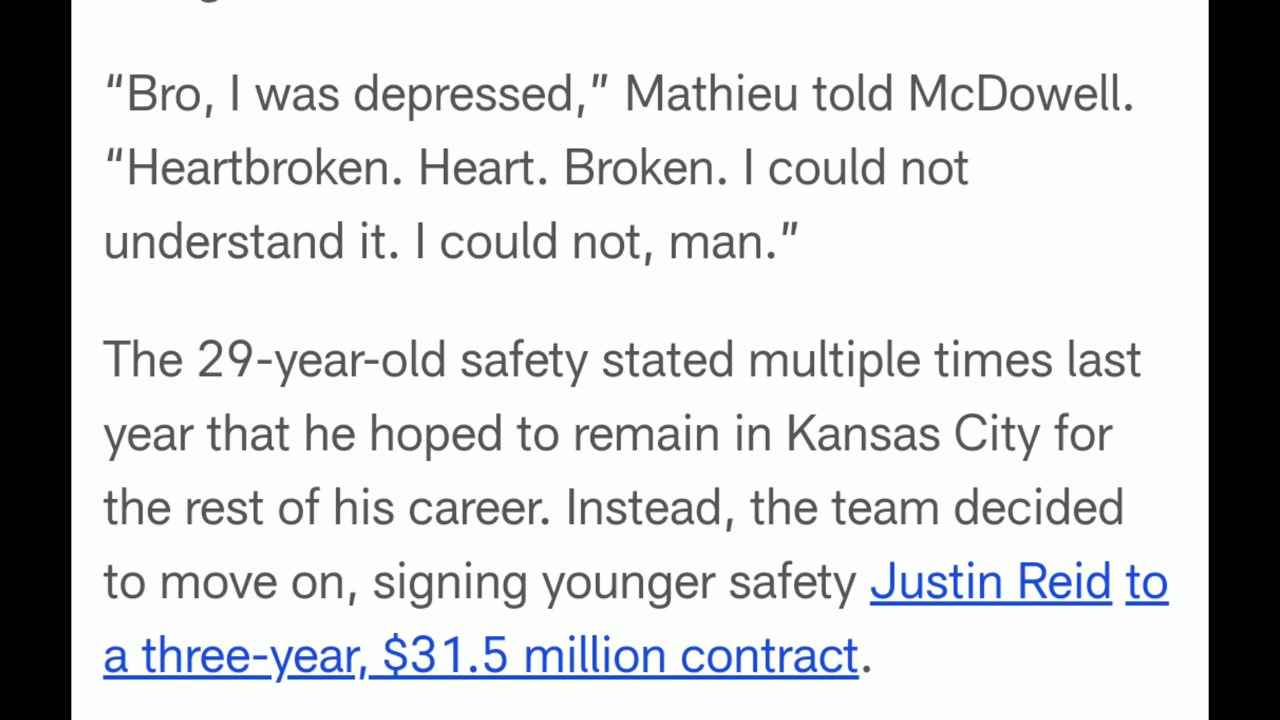 “Bro, I was depressed,” Mathieu told McDowell.
“Heartbroken. Heart. Broken. I could not
understand it. I could not, man.”
The 29-year-old safety stated multiple times last
year that he hoped to remain in Kansas City for
the rest of his career. Instead, the team decided
to move on, signing younger safety Justin Reid to
a three-year, $31.5 million contract.